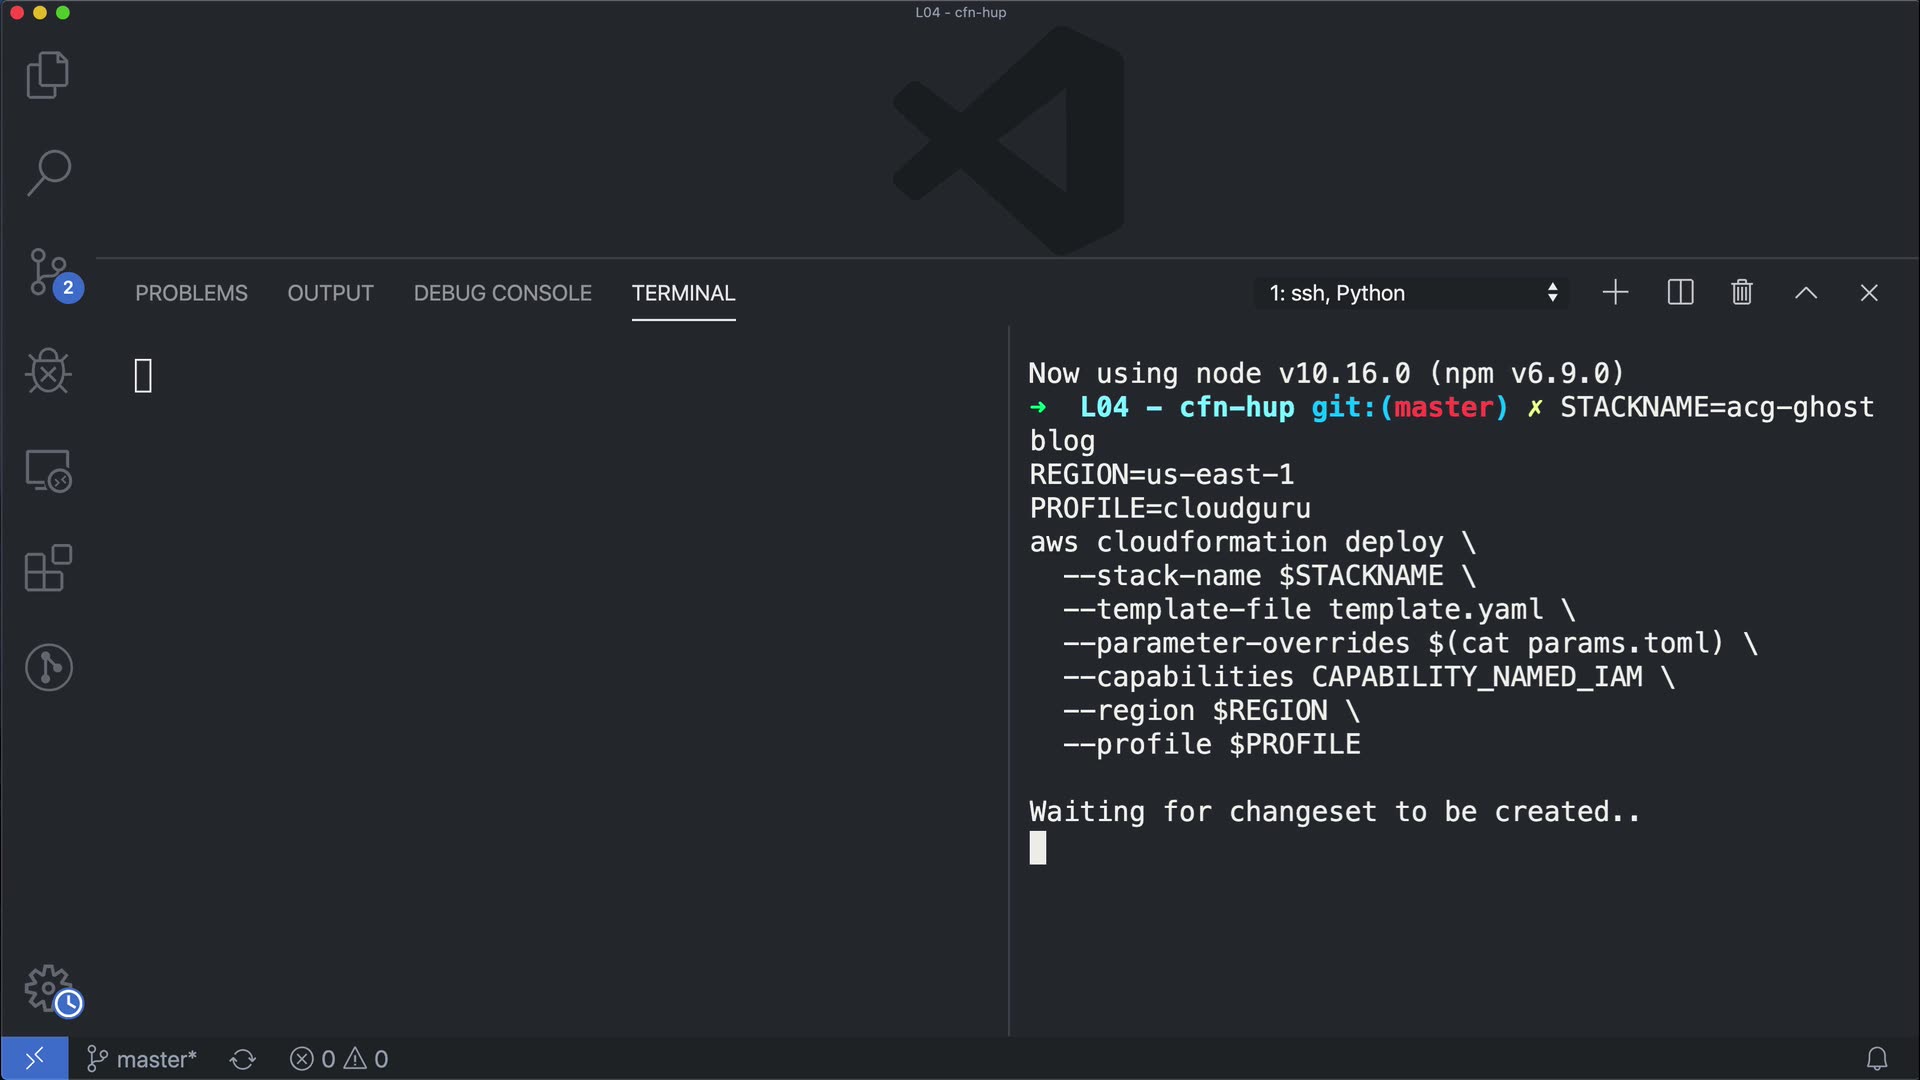 L04 - cfn-hup
2
PROBLEMS OUTPUT DEBUG CONSOLE TERMINAL 1: ssh, Python
Now using node v10.16.0 (npm v6.9.0)
➜ L04 - cfn-hup git:(master) ✗ STACKNAME=acg-ghost
blog
REGION=us-east-1
PROFILE=cloudguru
aws cloudformation deploy \
--stack-name $STACKNAME \
--template-file template.yaml \
--parameter-overrides $(cat params.toml) \
--capabilities CAPABILITY_NAMED_IAM \
--region $REGION \
--profile $PROFILE
Waiting for changeset to be created..
master* 0 0